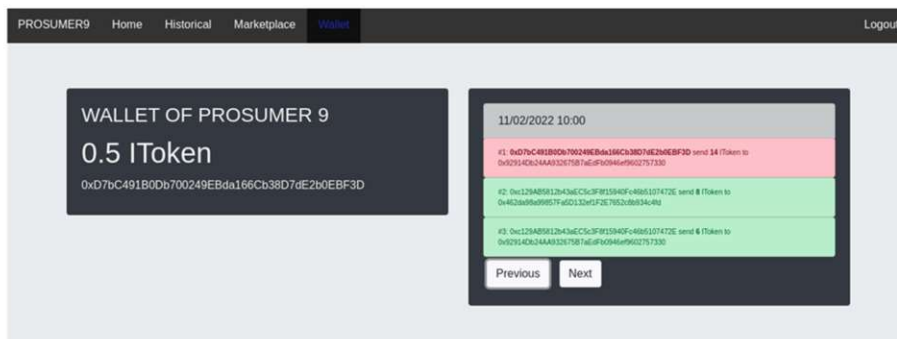 PROSUMER9 Home Historical Marketplace Wallet Logout
WALLET OF PROSUMER 9
0.5 IToken
0xD7bC491B0Db700249EBda166Cb38D7dE2b0EBF3D
11/02/2022 10:00
#1: 0xD7bC491B0Db700249EBda166Cb38D7dE2b0EBF3D send 14 IToken to
0x92914Db24AA932675B7aEdFb0946ef9602757330
#2: 0xc129AB5812b43aEC5c3F8f15940Fc46b5107472E send 8 IToken to
0x462da98a99857Fa5D132ef1F2E7652c8b934c4fd
#3: 0xc129AB5812b43aEC5c3F8f15940Fc46b5107472E send 6 IToken to
0x92914Db24AA932675B7aEdFb0946ef9602757330
Previous Next